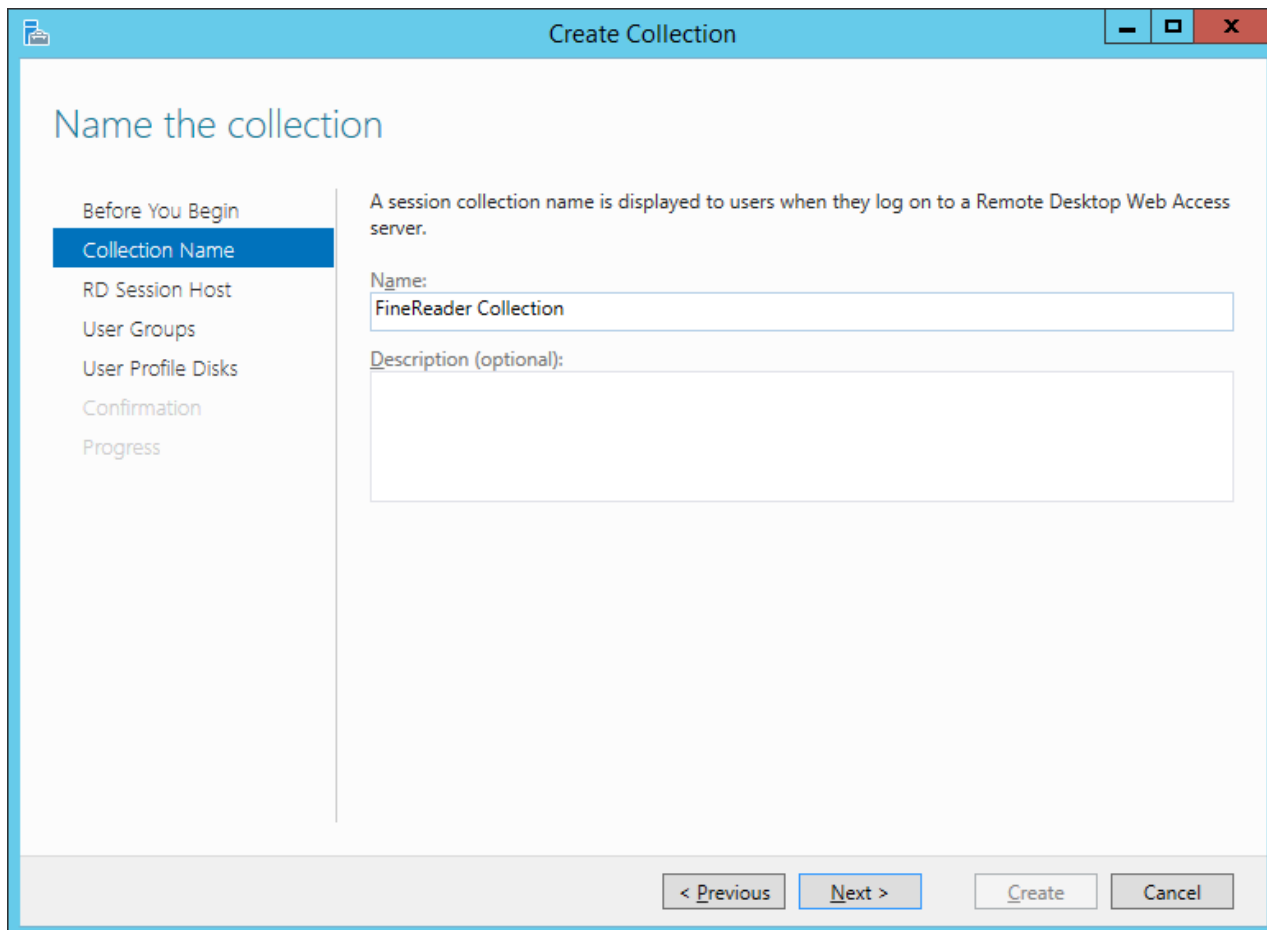 Create Collection
X
Name the collection
Before You Begin
Collection Name
RD Session Host
User Groups
User Profile Disks
Confirmation
Progress
A session collection name is displayed to users when they log on to a Remote Desktop Web Access
server.
Name:
FineReader Collection
Description (optional):
< Previous
Next >
Create
Cancel